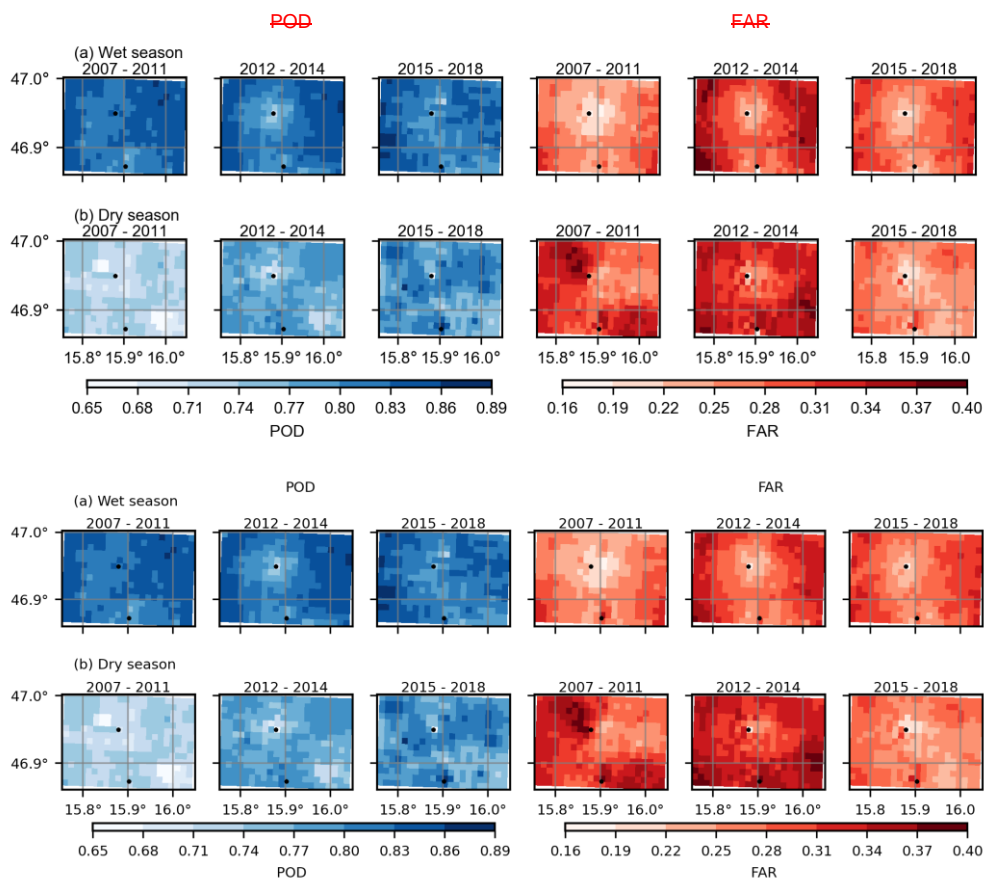 POD FAR
(a) Wet season
2007 - 2011 2012 - 2014 2015 - 2018 2007 - 2011 2012 - 2014 2015 - 2018
47.0°
46.9°
(b) Dry season
2007 - 2011 2012 - 2014 2015 - 2018 2007 - 2011 2012 - 2014 2015 - 2018
47.0°
46.9°
15.8° 15.9° 16.0° 15.8° 15.9° 16.0° 15.8° 15.9° 16.0° 15.8° 15.9° 16.0° 15.8° 15.9° 16.0° 15.8° 15.9° 16.0°
0.65 0.68 0.71 0.74 0.77 0.80 0.83 0.86 0.89 0.16 0.19 0.22 0.25 0.28 0.31 0.34 0.37 0.40
POD FAR
POD FAR
(a) Wet season
2007 - 2011 2012 - 2014 2015 - 2018 2007 - 2011 2012 - 2014 2015 - 2018
47.0°
46.9°
(b) Dry season
2007 - 2011 2012 - 2014 2015 - 2018 2007 - 2011 2012 - 2014 2015 - 2018
47.0°
46.9°
15.8° 15.9° 16.0° 15.8° 15.9° 16.0° 15.8° 15.9° 16.0° 15.8° 15.9° 16.0° 15.8° 15.9° 16.0° 15.8° 15.9° 16.0°
0.65 0.68 0.71 0.74 0.77 0.80 0.83 0.86 0.89 0.16 0.19 0.22 0.25 0.28 0.31 0.34 0.37 0.40
POD FAR